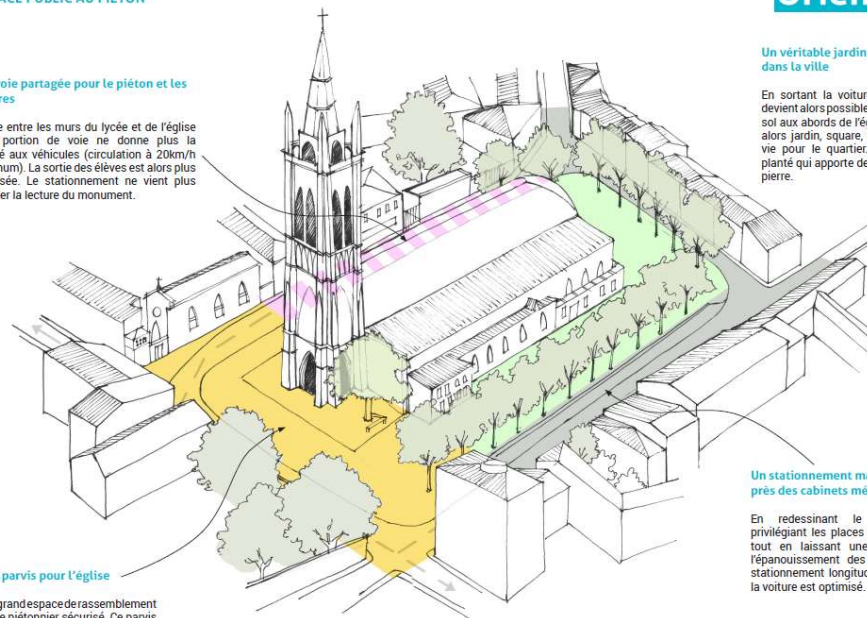 PUBLIC AU PIÉTON
Un véritable jardin
dans la ville
En sortant la voitur
devient alors possible
sol aux abords de l'é
alors jardin, square,
vie pour le quartier,
planté qui apporte de
pierre.
oie partagée pour le piéton et les
res
e entre les murs du lycée et de l'église
portion de voie ne donne plus la
é aux véhicules (circulation à 20km/h
num). La sortie des élèves est alors plus
sée. Le stationnement ne vient plus
er la lecture du monument.
Un stationnement ma
près des cabinets mé
En redessinant le
privilégiant les places
tout en laissant une
l'épanouissement des
stationnement longitud
la voiture est optimisé.
parvis pour l'église
grand espace de rassemblement
e piétonnier sécurisé. Ce parvis